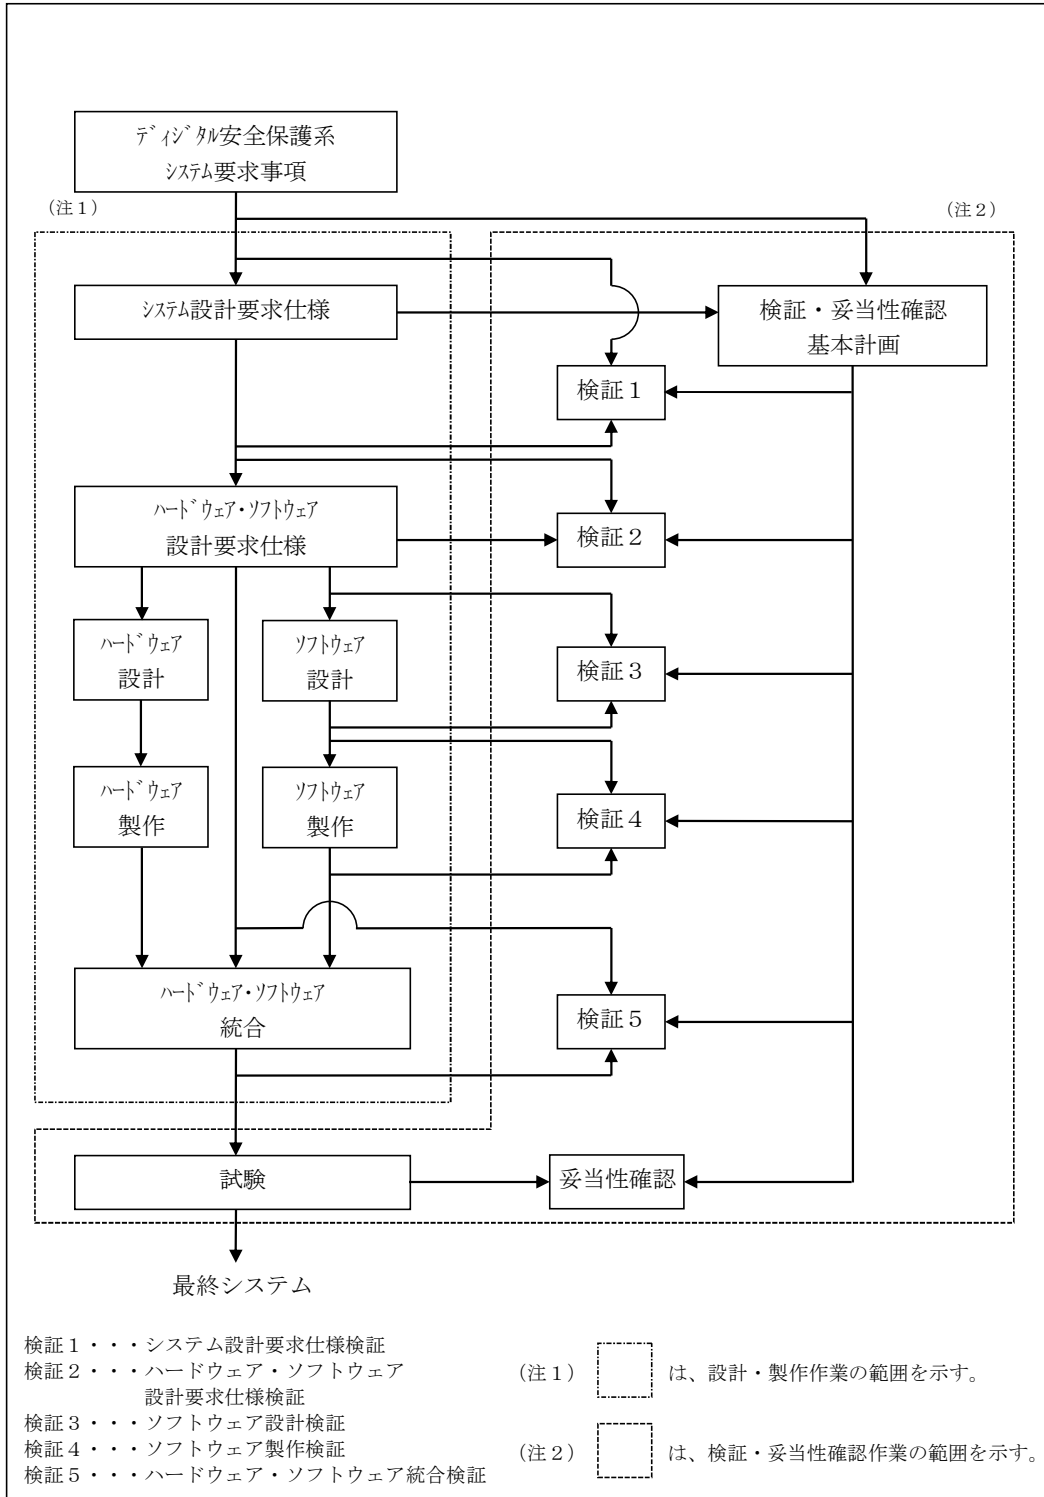 ﾃﾞｨｼﾞﾀﾙ安全保護系
ｼｽﾃﾑ要求事項
（注１）
（注２）
ｼｽﾃﾑ設計要求仕様
検証・妥当性確認
基本計画
検証１
ﾊｰﾄﾞｳｪｱ・ｿﾌﾄｳｪｱ
設計要求仕様
検証２
ﾊｰﾄﾞｳｪｱ
設計
ｿﾌﾄｳｪｱ
設計
検証３
ﾊｰﾄﾞｳｪｱ
製作
ｿﾌﾄｳｪｱ
製作
検証４
ﾊｰﾄﾞｳｪｱ・ｿﾌﾄｳｪｱ
統合
検証５
試験
妥当性確認
最終システム
検証１・・・システム設計要求仕様検証
検証２・・・ハードウェア・ソフトウェア
設計要求仕様検証
検証３・・・ソフトウェア設計検証
検証４・・・ソフトウェア製作検証
検証５・・・ハードウェア・ソフトウェア統合検証
（注１） は、設計・製作作業の範囲を示す。
（注２） は、検証・妥当性確認作業の範囲を示す。